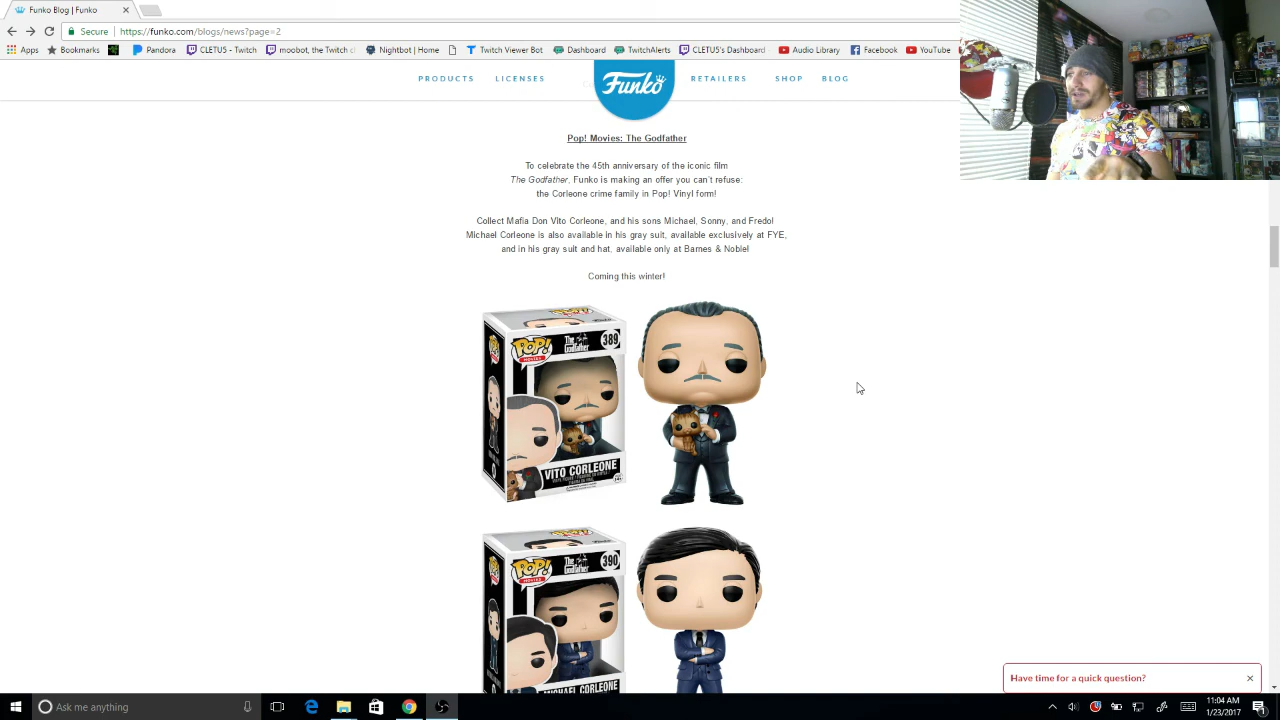 Funko Blog | Funko
Secure | https://funko.com/blogs/news?page=2
Apps Bookmarks Pandora CLETUS - Twitch Deepbot, the twitch cl Nightbot | Home Twitch Viewer Bot Dashboard TwitchAlerts CLETUS's Dashboard Audio Library Facebook YouTube
PRODUCTS LICENSES Funko RETAILERS SHOP BLOG
Pop! Movies: The Godfather
To celebrate the 45th anniversary of the iconic film
The Godfather, Funko is making an offer you can't refuse:
the Corleone crime family in Pop! Vinyl form!
Collect Mafia Don Vito Corleone, and his sons Michael, Sonny, and Fredo!
Michael Corleone is also available in his gray suit, available exclusively at FYE,
and in his gray suit and hat, available only at Barnes & Noble!
Coming this winter!
POP! MOVIES The Godfather 389
VITO CORLEONE
POP! MOVIES The Godfather 390
MICHAEL CORLEONE
Have time for a quick question?
Ask me anything
11:04 AM
1/23/2017